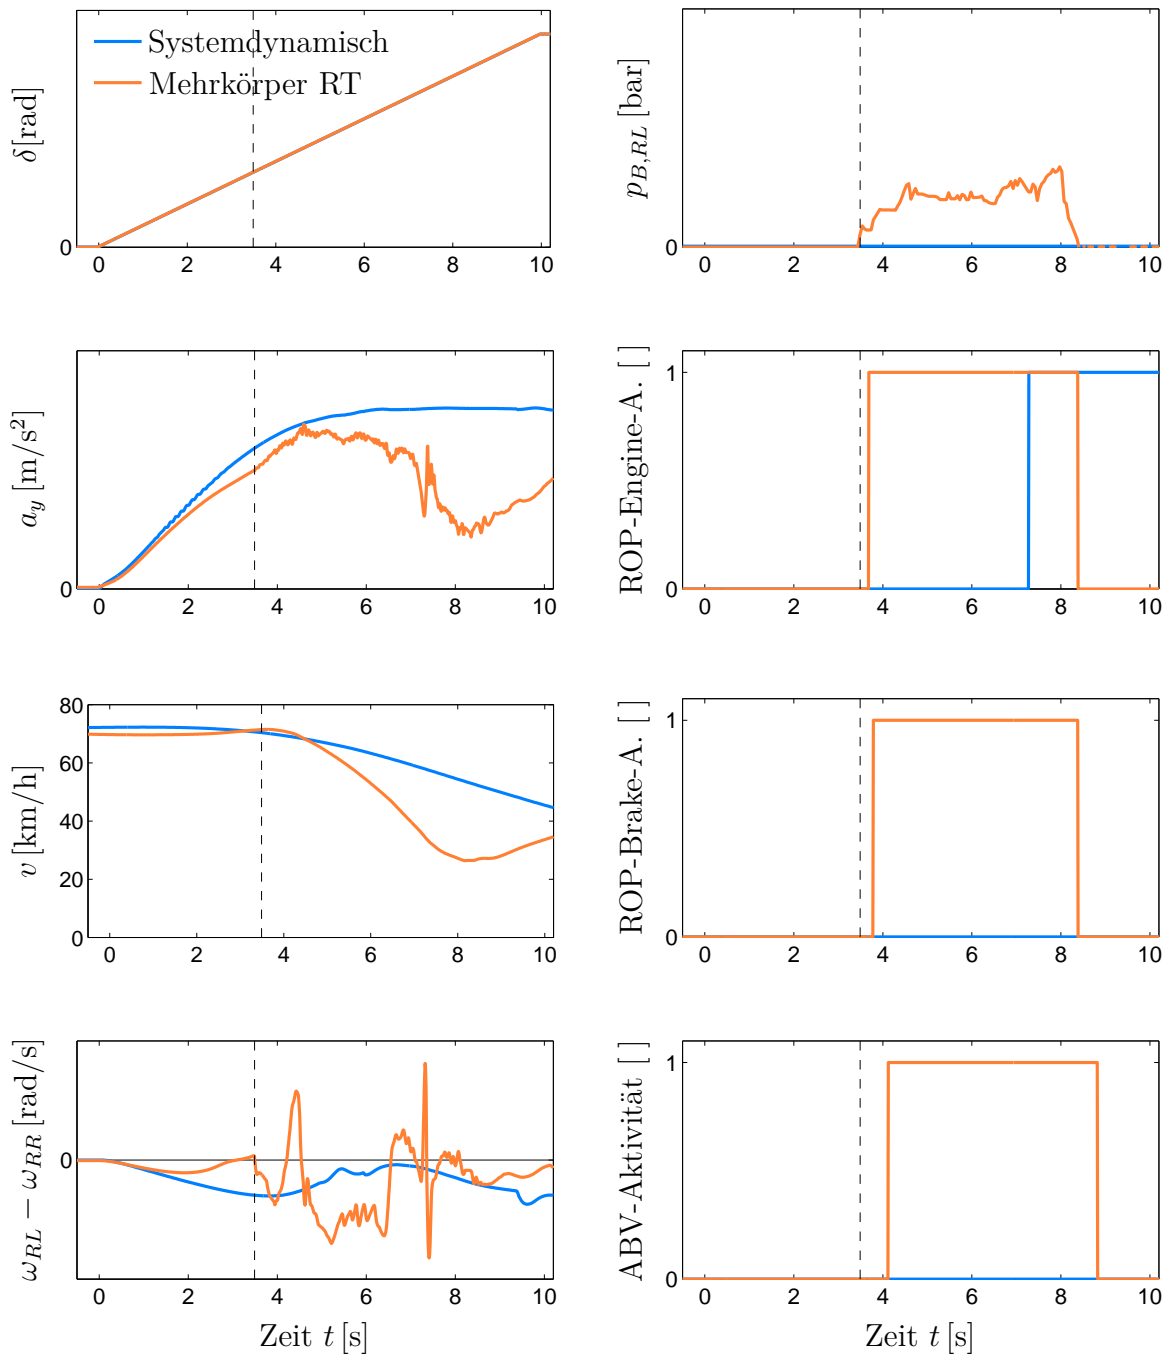 δ[rad]
Systemdynamisch
Mehrkörper RT
0
0 2 4 6 8 10
p_{B,RL} [bar]
0
0 2 4 6 8 10
a_y [m/s²]
0
0 2 4 6 8 10
ROP-Engine-A. [ ]
1
0
0 2 4 6 8 10
v [km/h]
80
60
40
20
0
0 2 4 6 8 10
ROP-Brake-A. [ ]
1
0
0 2 4 6 8 10
ω_{RL} − ω_{RR} [rad/s]
0
0 2 4 6 8 10
Zeit t [s]
ABV-Aktivität [ ]
1
0
0 2 4 6 8 10
Zeit t [s]